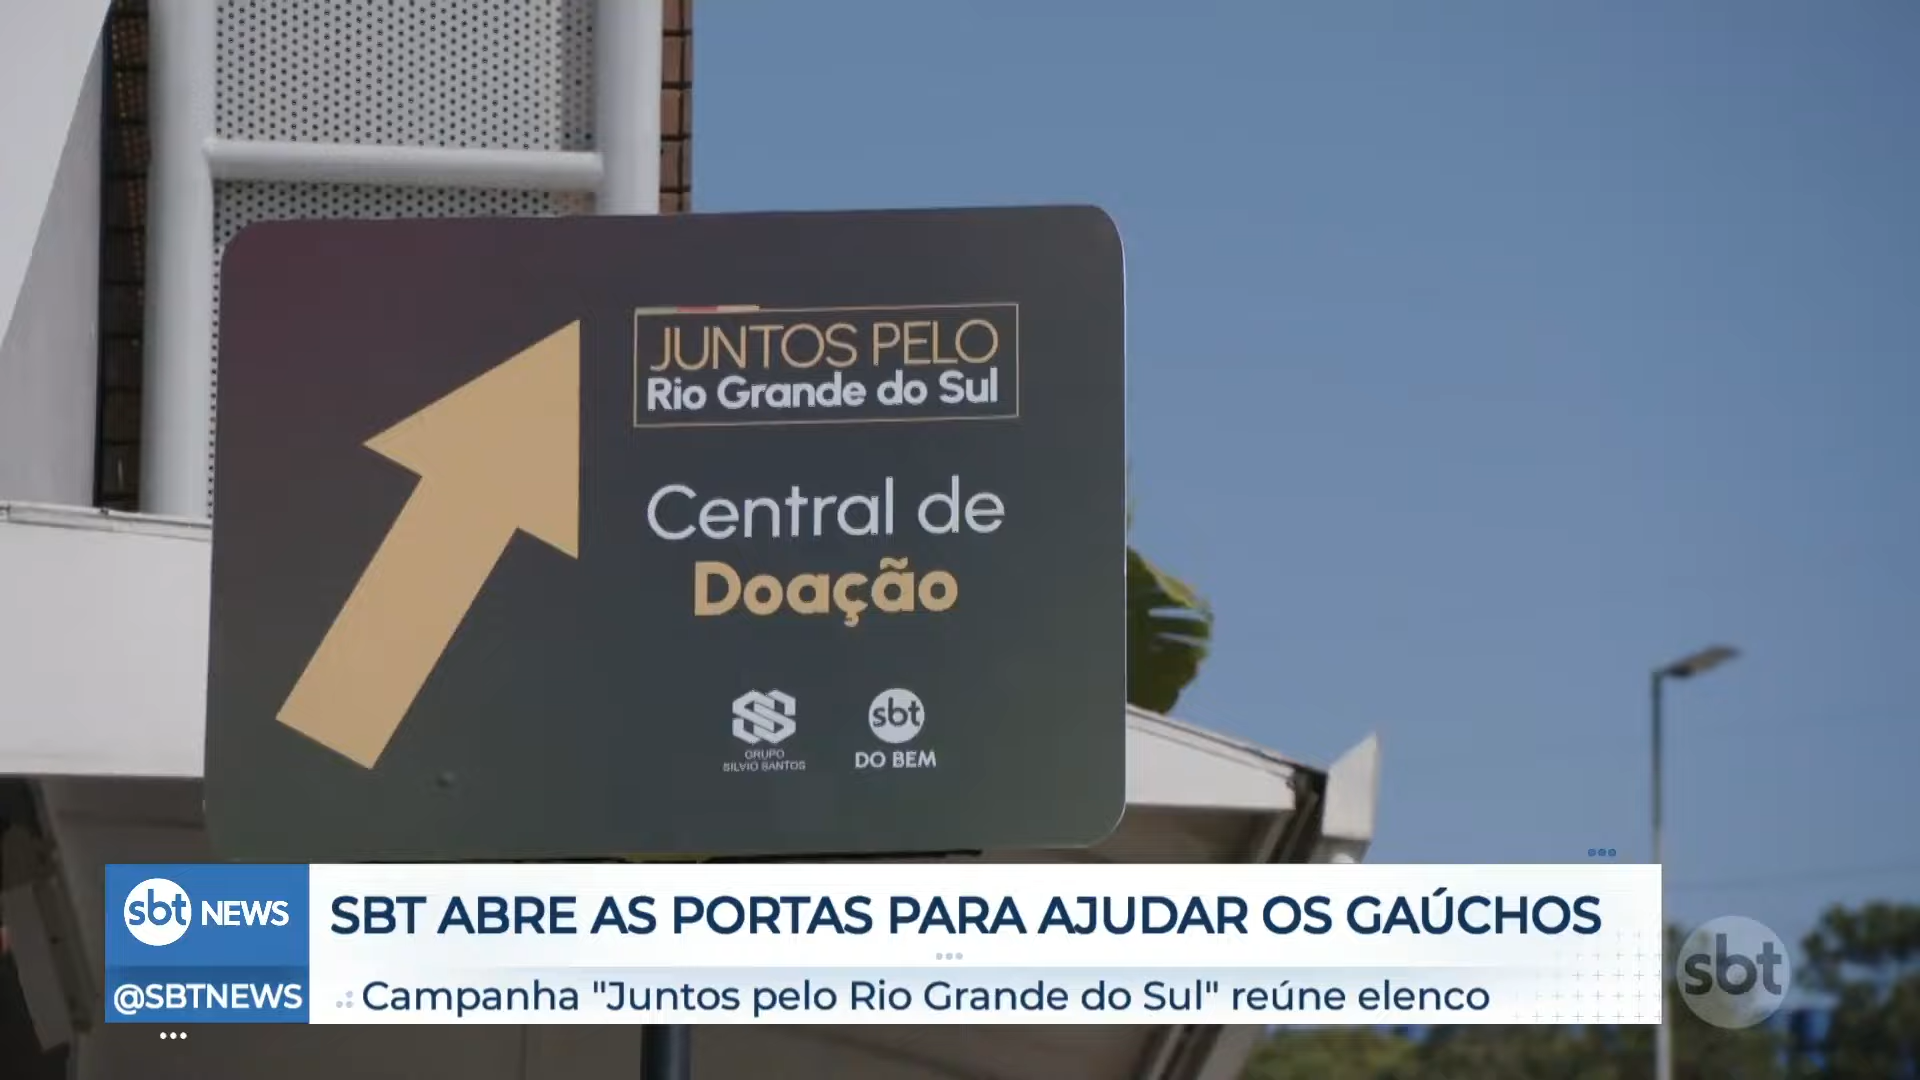 JUNTOS PELO
Rio Grande do Sul
Central de
Doação
GRUPO
SILVIO SANTOS
sbt
DO BEM
sbt NEWS
SBT ABRE AS PORTAS PARA AJUDAR OS GAÚCHOS
@SBTNEWS
Campanha "Juntos pelo Rio Grande do Sul" reúne elenco
sbt